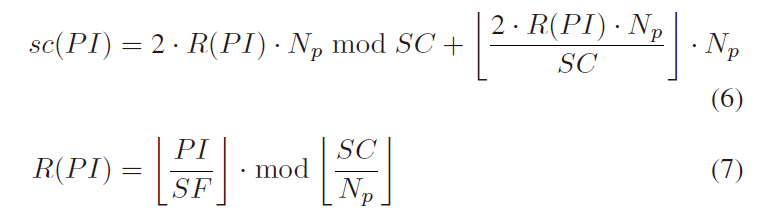 sc(PI) = 2 · R(PI) · N_p mod SC + ⌊ 2 · R(PI) · N_p / SC ⌋ · N_p
(6)
R(PI) = ⌊ PI / SF ⌋ · mod ⌊ SC / N_p ⌋ (7)